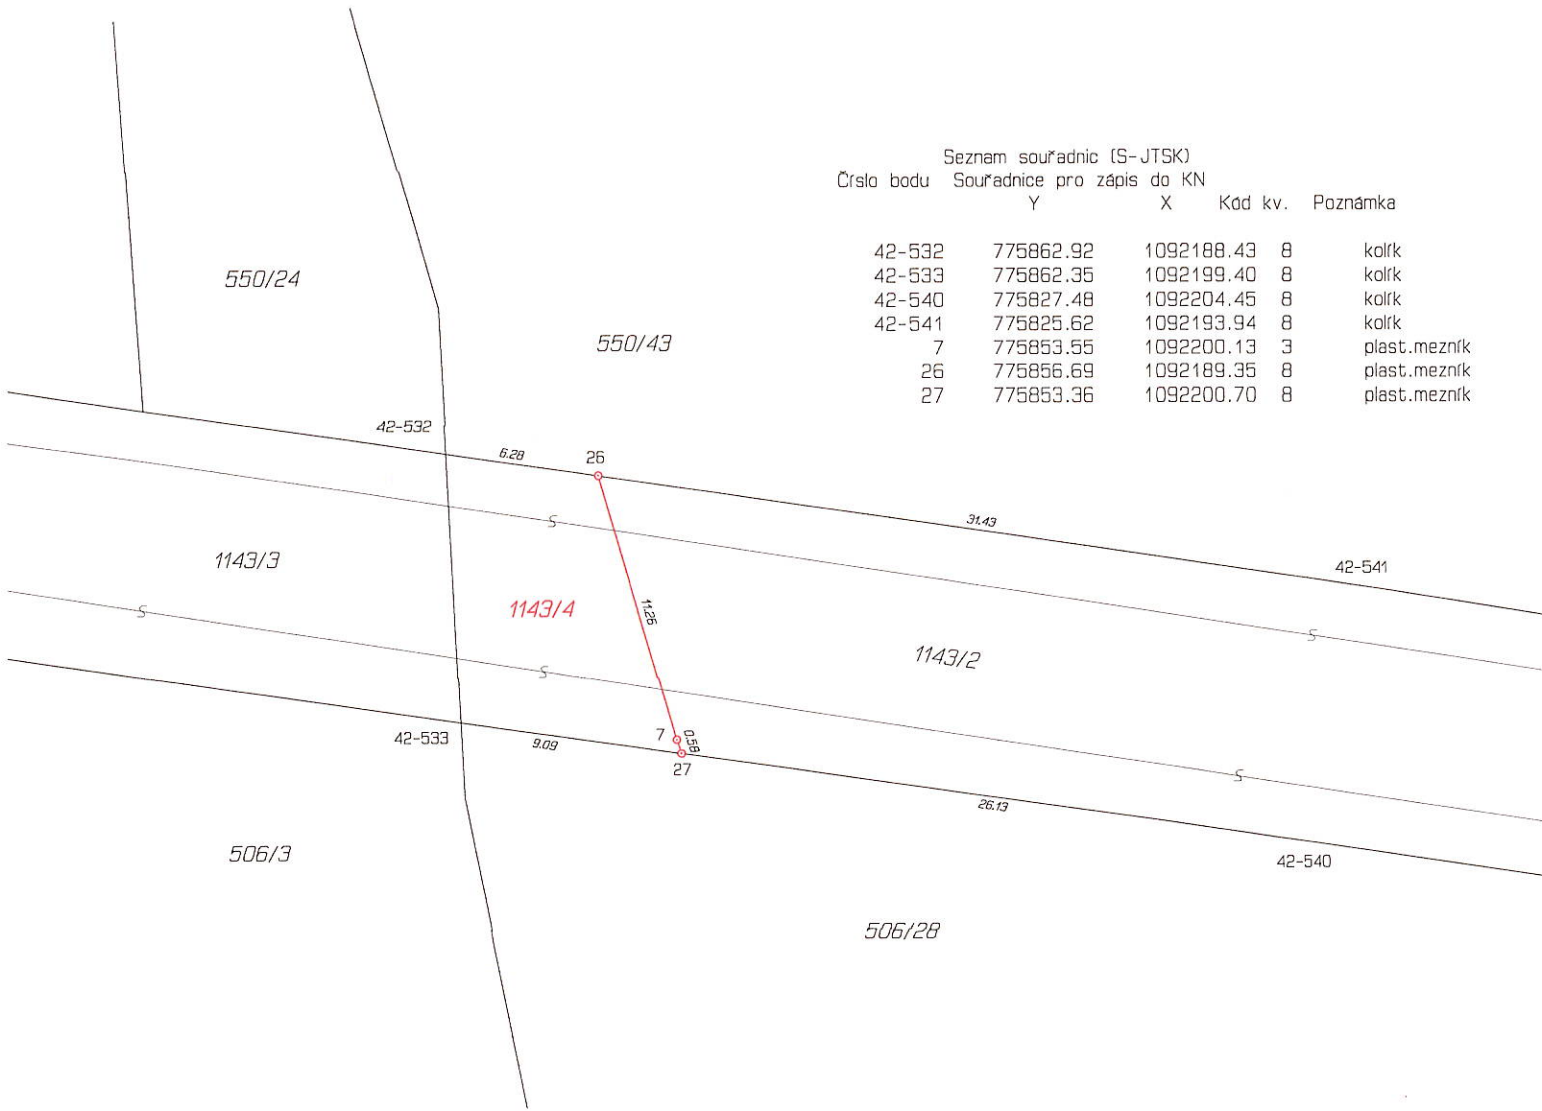 Seznam souřadnic (S-JTSK)
Číslo bodu Souřadnice pro zápis do KN
Y X Kód kv. Poznámka
42-532 775862.92 1092188.43 8 kolík
42-533 775862.35 1092199.40 8 kolík
42-540 775827.48 1092204.45 8 kolík
42-541 775825.62 1092193.94 8 kolík
7 775853.55 1092200.13 3 plast.mezník
26 775856.69 1092189.35 8 plast.mezník
27 775853.36 1092200.70 8 plast.mezník
550/24
550/43
42-532
6.28
26
S
31.43
42-541
1143/3
1143/4
11.26
S
S
1143/2
S
42-533
9.09
7
0.58
27
S
26.13
42-540
506/3
506/28